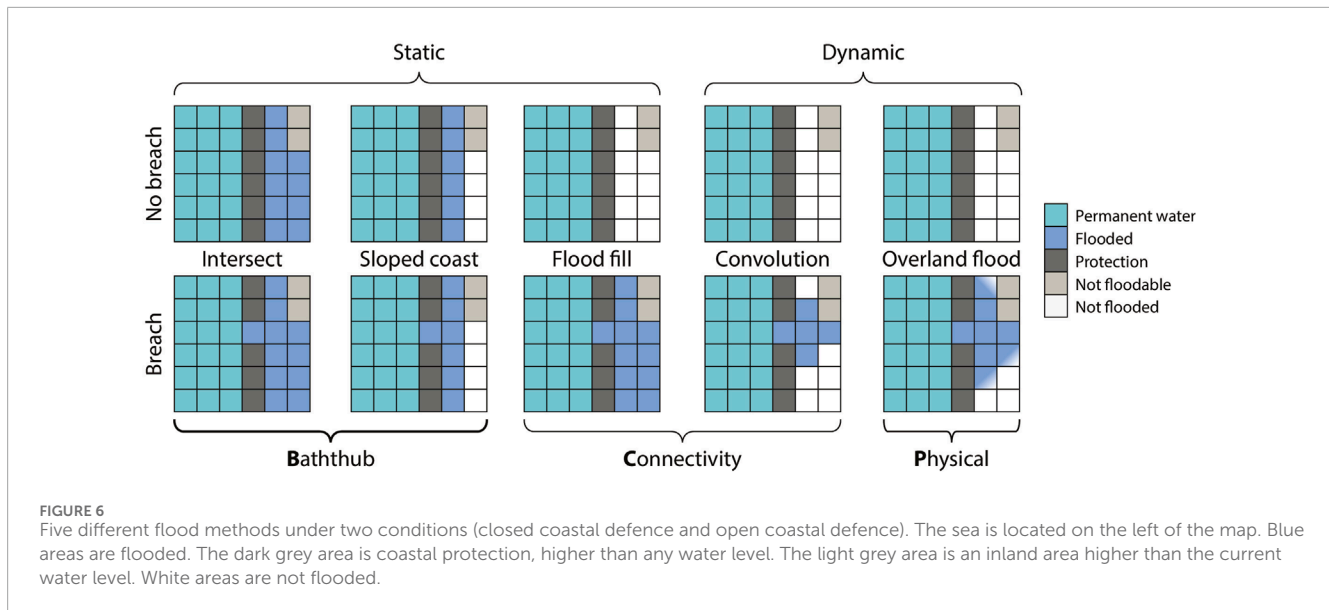 Static
Dynamic
No breach
Intersect
Sloped coast
Flood fill
Convolution
Overland flood
Breach
Baththub
Connectivity
Physical
Permanent water
Flooded
Protection
Not floodable
Not flooded
FIGURE 6
Five different flood methods under two conditions (closed coastal defence and open coastal defence). The sea is located on the left of the map. Blue
areas are flooded. The dark grey area is coastal protection, higher than any water level. The light grey area is an inland area higher than the current
water level. White areas are not flooded.